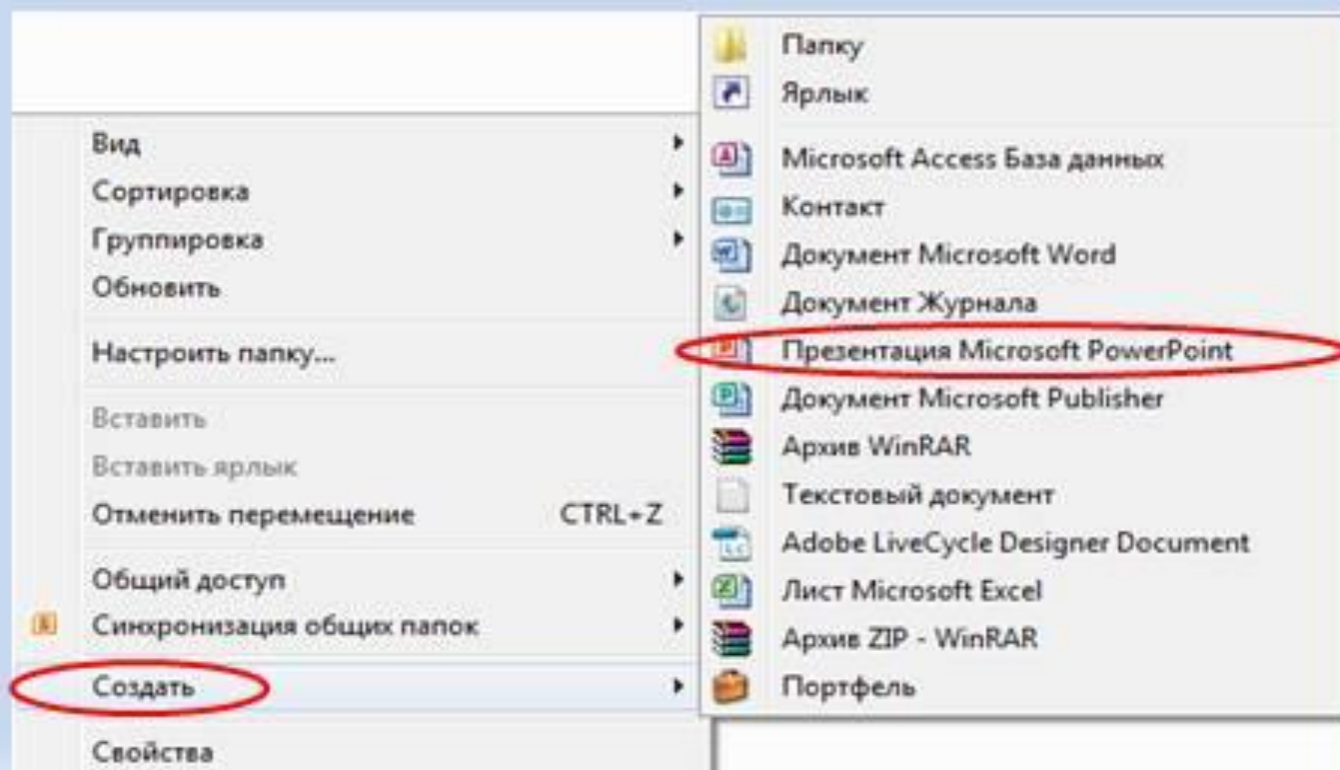 Вид
Сортировка
Группировка
Обновить
Настроить папку...
Вставить
Вставить ярлык
Отменить перемещение CTRL+Z
Общий доступ
Синхронизация общих папок
Создать
Свойства
Папку
Ярлык
Microsoft Access База данных
Контакт
Документ Microsoft Word
Документ Журнала
Презентация Microsoft PowerPoint
Документ Microsoft Publisher
Архив WinRAR
Текстовый документ
Adobe LiveCycle Designer Document
Лист Microsoft Excel
Архив ZIP - WinRAR
Портфель